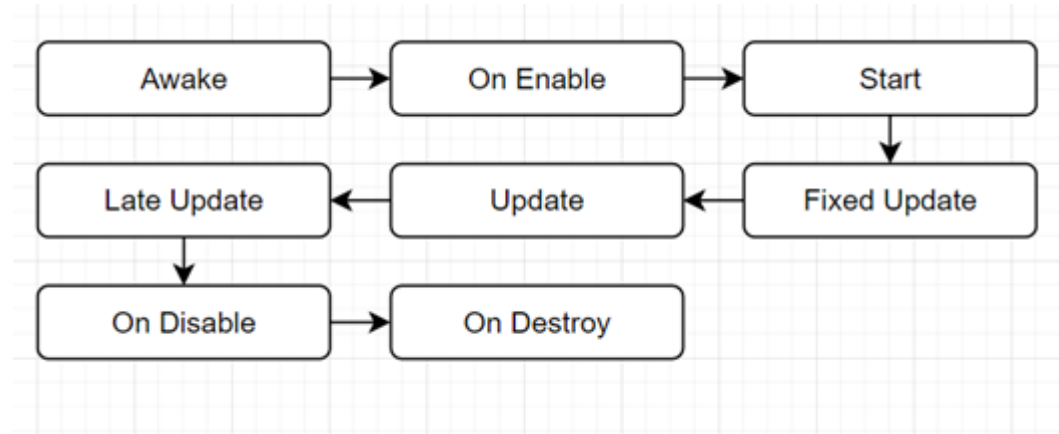 Awake
On Enable
Start
Fixed Update
Update
Late Update
On Disable
On Destroy